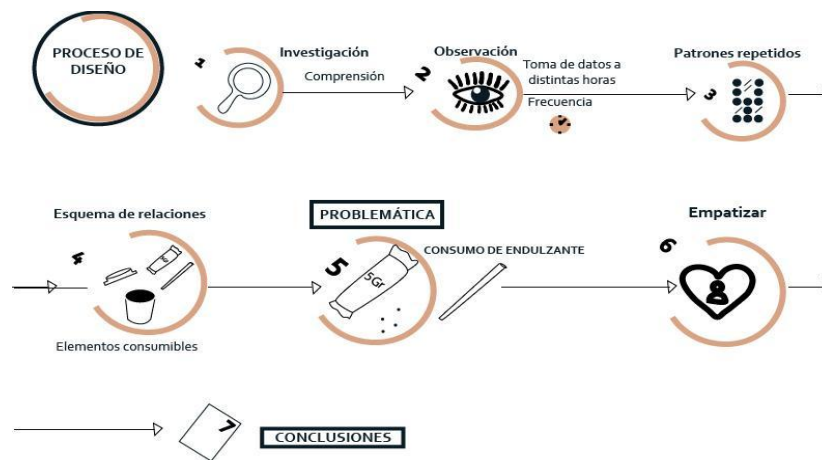 PROCESO DE
DISEÑO
1
Investigación
Comprensión
2
Observación
Toma de datos a
distintas horas
Frecuencia
Patrones repetidos
3
Esquema de relaciones
4
Elementos consumibles
PROBLEMÁTICA
5
5Gr
CONSUMO DE ENDULZANTE
Empatizar
6
7
CONCLUSIONES